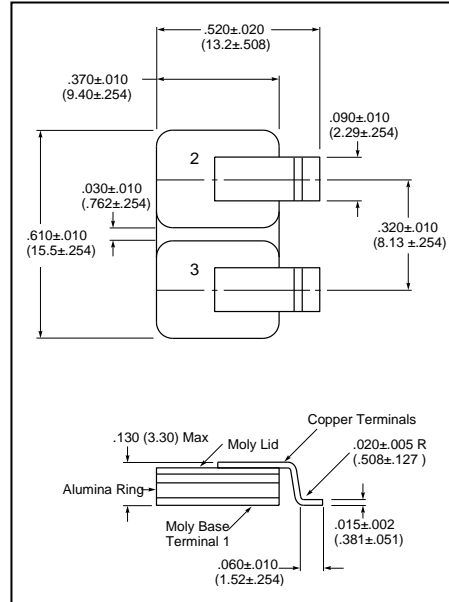 .520±.020
(13.2±.508)
.370±.010
(9.40±.254)
.090±.010
(2.29±.254)
2
.030±.010
(.762±.254)
.320±.010
(8.13 ±.254)
.610±.010
(15.5±.254)
3
Copper Terminals
.130 (3.30) Max
Moly Lid
.020±.005 R
(.508±.127 )
Alumina Ring
.015±.002
(.381±.051)
Moly Base
Terminal 1
.060±.010
(1.52±.254)